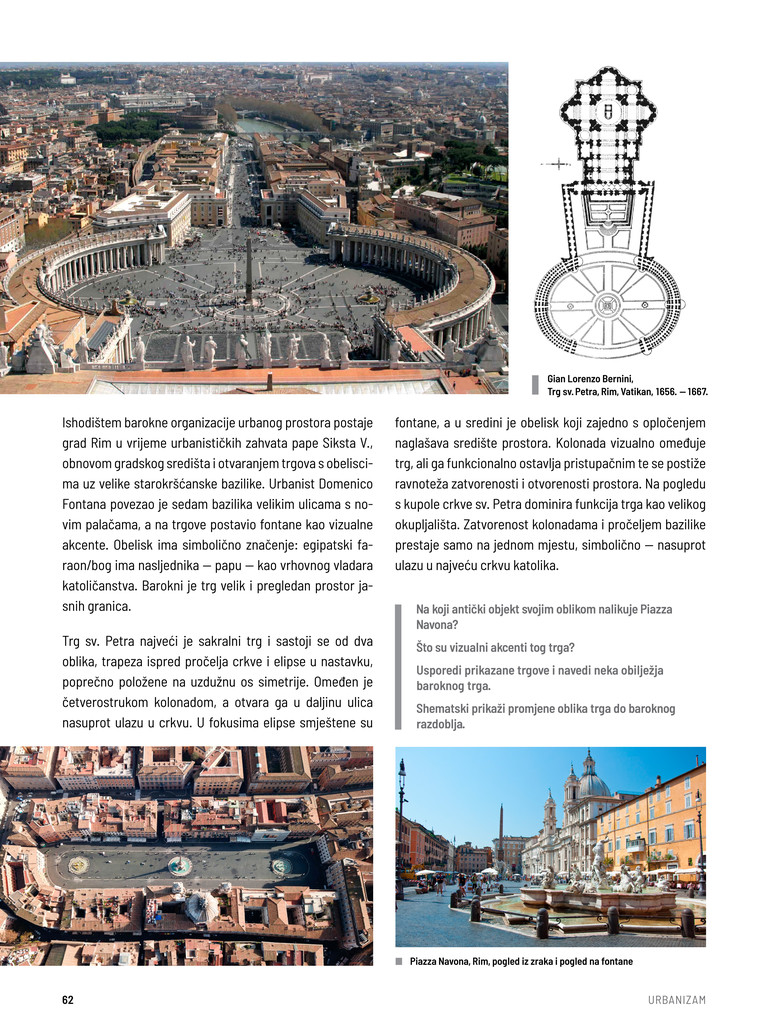 Gian Lorenzo Bernini,
Trg sv. Petra, Rim, Vatikan, 1656. — 1667.
Ishodištem barokne organizacije urbanog prostora postaje
grad Rim u vrijeme urbanističkih zahvata pape Siksta V.,
obnovom gradskog središta i otvaranjem trgova s obelisci-
ma uz velike starokršćanske bazilike. Urbanist Domenico
Fontana povezao je sedam bazilika velikim ulicama s no-
vim palačama, a na trgove postavio fontane kao vizualne
akcente. Obelisk ima simbolično značenje: egipatski fa-
raon/bog ima nasljednika — papu — kao vrhovnog vladara
katoličanstva. Barokni je trg velik i pregledan prostor ja-
snih granica.
Trg sv. Petra najveći je sakralni trg i sastoji se od dva
oblika, trapeza ispred pročelja crkve i elipse u nastavku,
poprečno položene na uzdužnu os simetrije. Omeđen je
četverostrukom kolonadom, a otvara ga u daljinu ulica
nasuprot ulazu u crkvu. U fokusima elipse smještene su
fontane, a u sredini je obelisk koji zajedno s opločenjem
naglašava središte prostora. Kolonada vizualno omeđuje
trg, ali ga funkcionalno ostavlja pristupačnim te se postiže
ravnoteža zatvorenosti i otvorenosti prostora. Na pogledu
s kupole crkve sv. Petra dominira funkcija trga kao velikog
okupljališta. Zatvorenost kolonadama i pročeljem bazilike
prestaje samo na jednom mjestu, simbolično — nasuprot
ulazu u najveću crkvu katolika.
Na koji antički objekt svojim oblikom nalikuje Piazza
Navona?
Što su vizualni akcenti tog trga?
Usporedi prikazane trgove i navedi neka obilježja
baroknog trga.
Shematski prikaži promjene oblika trga do baroknog
razdoblja.
Piazza Navona, Rim, pogled iz zraka i pogled na fontane
62
URBANIZAM